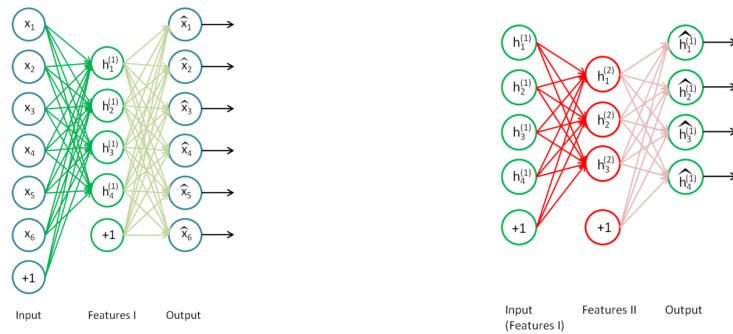 x₁
x₂
x₃
x₄
x₅
x₆
+1
Input
h₁⁽¹⁾
h₂⁽¹⁾
h₃⁽¹⁾
h₄⁽¹⁾
+1
Features I
x̂₁
x̂₂
x̂₃
x̂₄
x̂₅
x̂₆
Output
h₁⁽¹⁾
h₂⁽¹⁾
h₃⁽¹⁾
h₄⁽¹⁾
+1
Input
(Features I)
h₁⁽²⁾
h₂⁽²⁾
h₃⁽²⁾
+1
Features II
ĥ₁⁽¹⁾
ĥ₂⁽¹⁾
ĥ₃⁽¹⁾
ĥ₄⁽¹⁾
Output